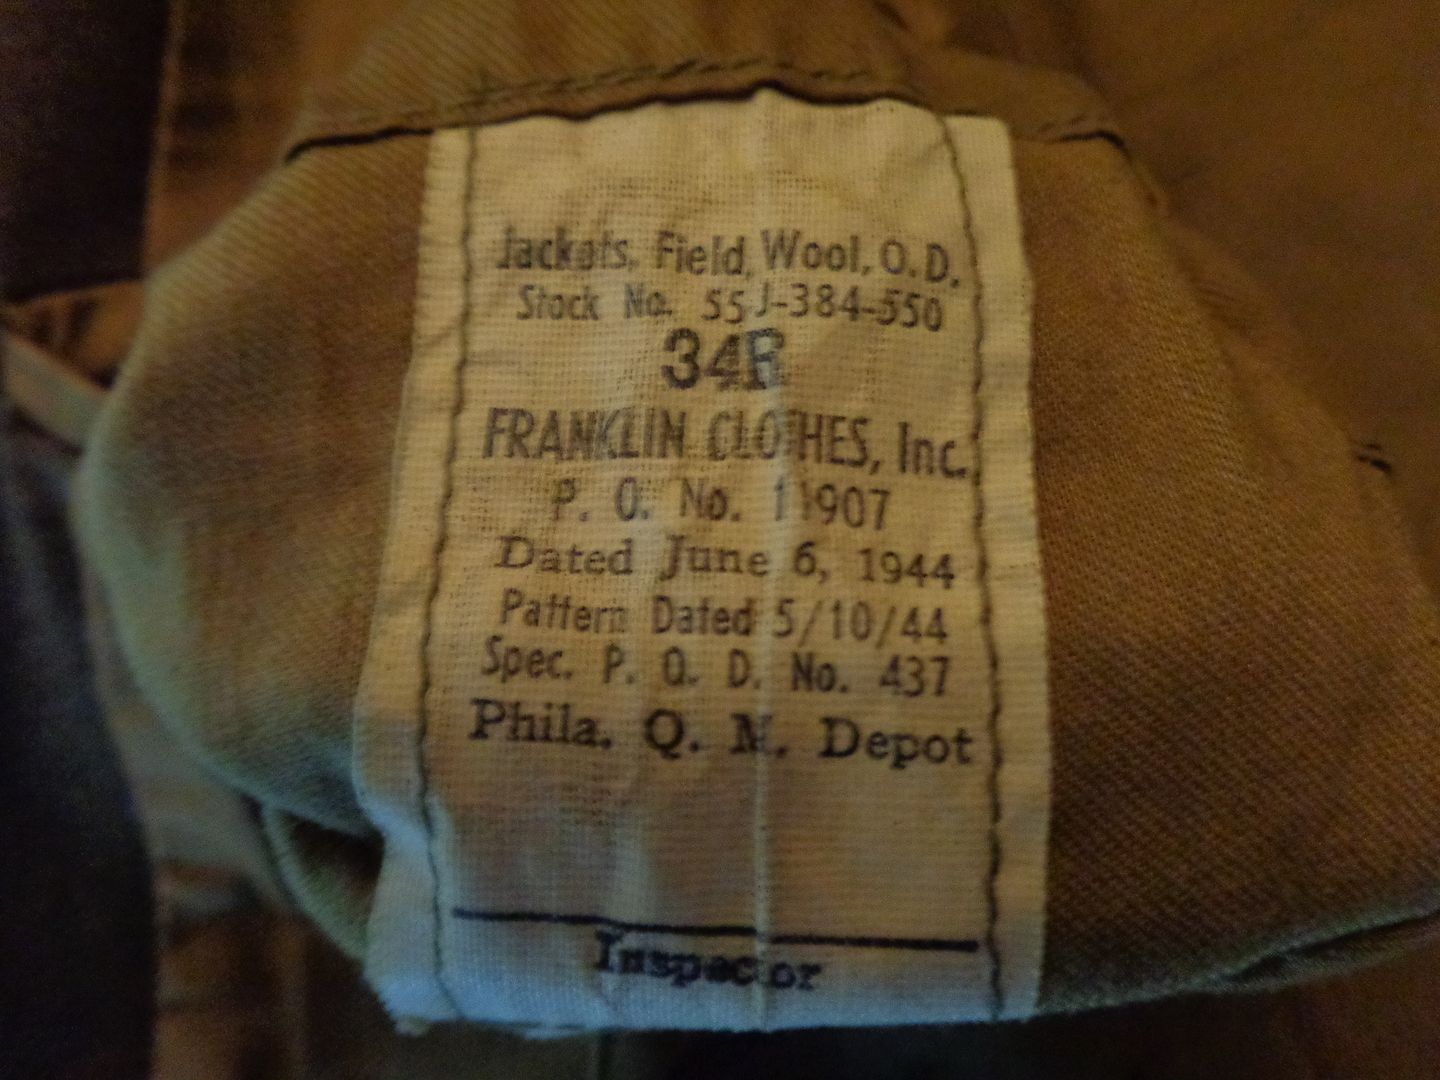 Jackets, Field, Wool, O.D.
Stock No. 55J-384-550
34R
FRANKLIN CLOTHES, Inc.
P. O. No. 11907
Dated June 6, 1944
Pattern Dated 5/10/44
Spec. P. Q. D. No. 437
Phila. Q. M. Depot
Inspector